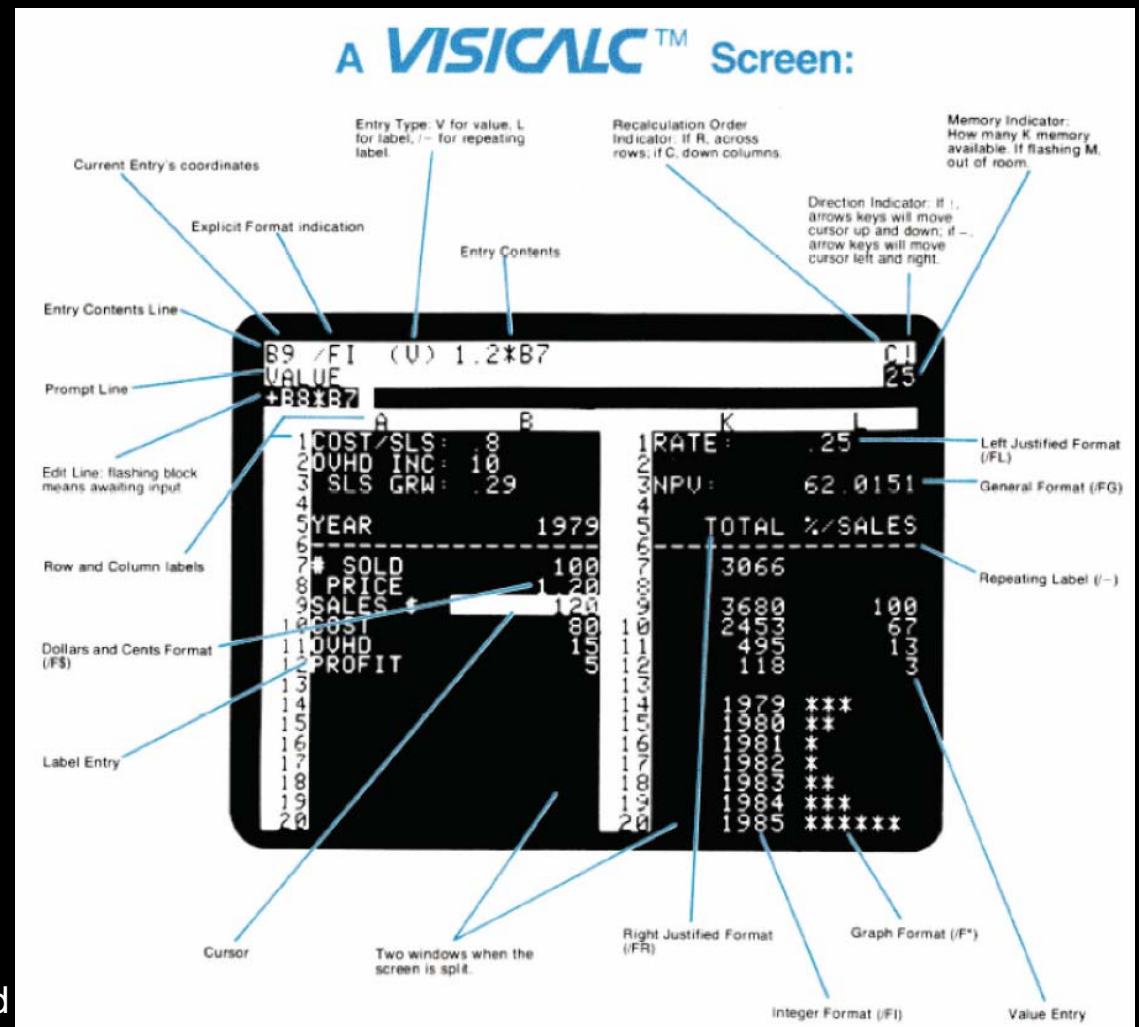 A VISICALC™ Screen:
Entry Type: V for value, L
for label, /– for repeating
label.
Recalculation Order
Indicator: If R, across
rows; if C, down columns.
Memory Indicator:
How many K memory
available. If flashing M,
out of room.
Current Entry's coordinates
Direction Indicator: If !,
arrows keys will move
cursor up and down; if –,
arrow keys will move
cursor left and right.
Explicit Format indication
Entry Contents
Entry Contents Line
Prompt Line
Edit Line: flashing block
means awaiting input
Row and Column labels
Dollars and Cents Format
(/F$)
Label Entry
B9 /FI (V) 1.2*B7 C!
VALUE 25
+B8*B7
A B K L
1 COST/SLS: .8 1 RATE: .25
2 OVHD INC: 10 2
3 SLS GRW: .29 3 NPV: 62.0151
4 4
5 YEAR 1979 5 TOTAL %/SALES
6 ------------------ 6 ------------------
7 # SOLD 100 7 3066
8 PRICE 1.20 8
9 SALES $ 120 9 3680 100
10 COST 80 10 2453 67
11 OVHD 15 11 495 13
12 PROFIT 5 12 118 3
13 13
14 14 1979 ***
15 15 1980 **
16 16 1981 *
17 17 1982 *
18 18 1983 **
19 19 1984 ***
20 20 1985 ******
Left Justified Format
(/FL)
General Format (/FG)
Repeating Label (/–)
Cursor
Two windows when the
screen is split.
Right Justified Format
(/FR)
Graph Format (/F*)
Integer Format (/FI)
Value Entry